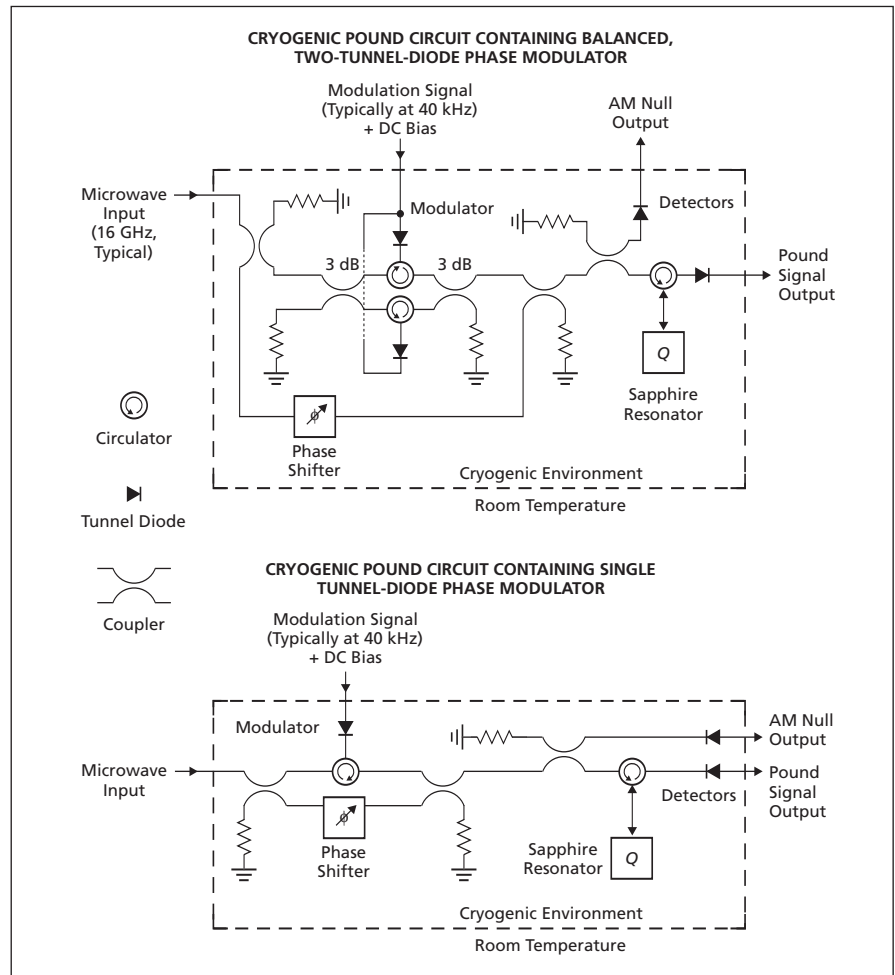 CRYOGENIC POUND CIRCUIT CONTAINING BALANCED,
TWO-TUNNEL-DIODE PHASE MODULATOR
Modulation Signal
(Typically at 40 kHz)
+ DC Bias
AM Null
Output
Microwave
Input
(16 GHz,
Typical)
Modulator
Detectors
3 dB
3 dB
Pound
Signal
Output
Q
Sapphire
Resonator
ϕ
Phase
Shifter
Circulator
Cryogenic Environment
Room Temperature
Tunnel Diode
Coupler
CRYOGENIC POUND CIRCUIT CONTAINING SINGLE
TUNNEL-DIODE PHASE MODULATOR
Modulation Signal
(Typically at 40 kHz)
+ DC Bias
Modulator
AM Null
Output
Microwave
Input
Pound
Signal
Output
Detectors
ϕ
Phase
Shifter
Sapphire
Resonator
Q
Cryogenic Environment
Room Temperature